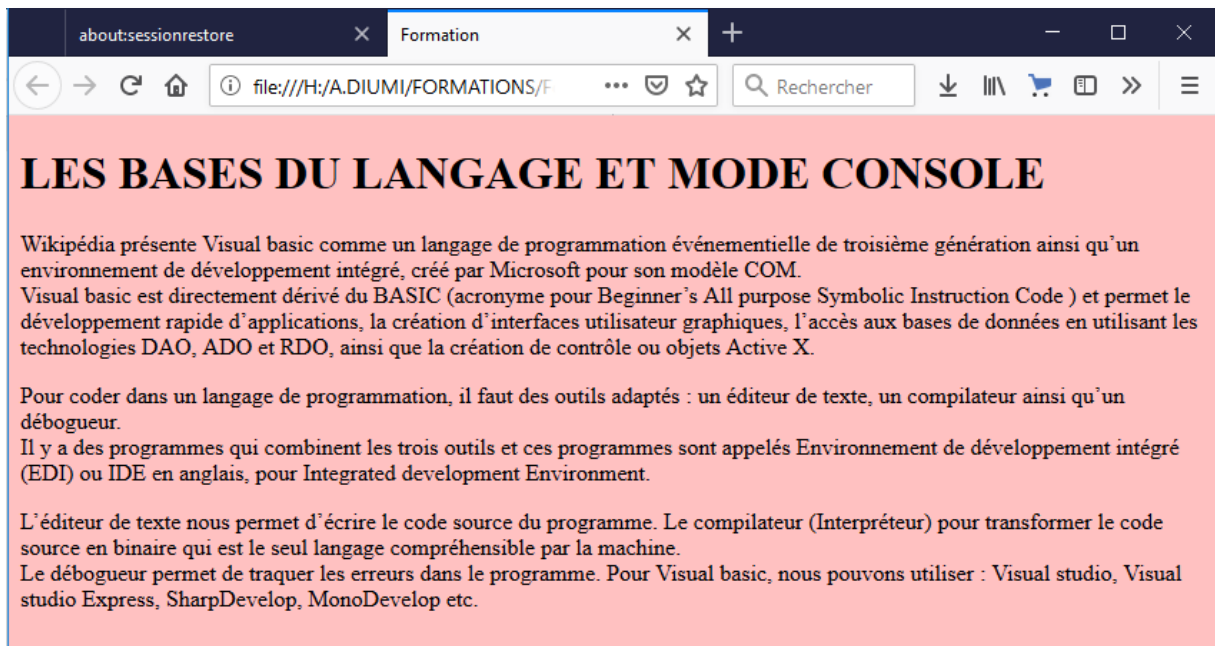 about:sessionrestore
Formation
file:///H:/A.DIUMI/FORMATIONS/F
Rechercher
LES BASES DU LANGAGE ET MODE CONSOLE
Wikipédia présente Visual basic comme un langage de programmation événementielle de troisième génération ainsi qu’un
environnement de développement intégré, créé par Microsoft pour son modèle COM.
Visual basic est directement dérivé du BASIC (acronyme pour Beginner’s All purpose Symbolic Instruction Code ) et permet le
développement rapide d’applications, la création d’interfaces utilisateur graphiques, l’accès aux bases de données en utilisant les
technologies DAO, ADO et RDO, ainsi que la création de contrôle ou objets Active X.
Pour coder dans un langage de programmation, il faut des outils adaptés : un éditeur de texte, un compilateur ainsi qu’un
débogueur.
Il y a des programmes qui combinent les trois outils et ces programmes sont appelés Environnement de développement intégré
(EDI) ou IDE en anglais, pour Integrated development Environment.
L’éditeur de texte nous permet d’écrire le code source du programme. Le compilateur (Interpréteur) pour transformer le code
source en binaire qui est le seul langage compréhensible par la machine.
Le débogueur permet de traquer les erreurs dans le programme. Pour Visual basic, nous pouvons utiliser : Visual studio, Visual
studio Express, SharpDevelop, MonoDevelop etc.